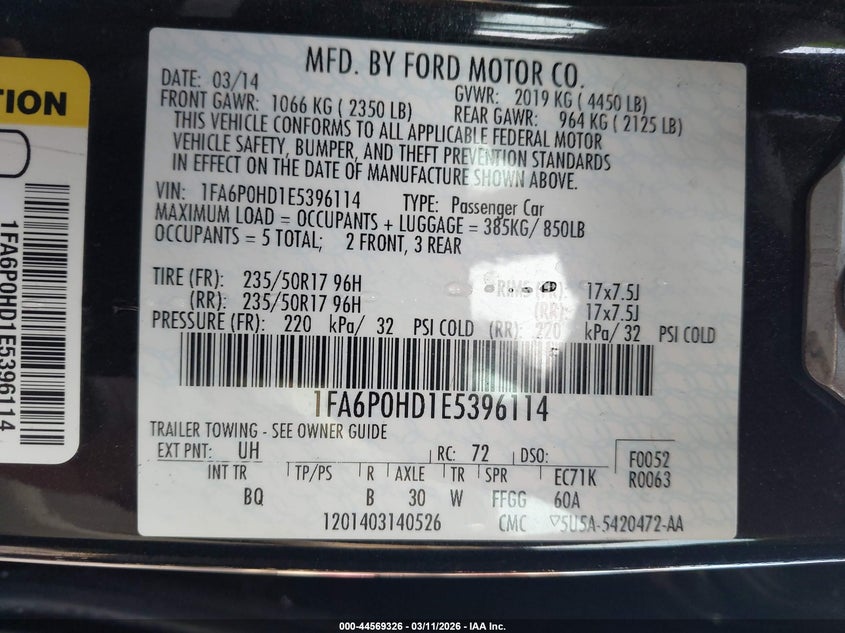 TION
1FA6P0HD1E5396114
MFD. BY FORD MOTOR CO.
DATE: 03/14 GVWR: 2019 KG ( 4450 LB)
FRONT GAWR: 1066 KG ( 2350 LB) REAR GAWR: 964 KG ( 2125 LB)
THIS VEHICLE CONFORMS TO ALL APPLICABLE FEDERAL MOTOR
VEHICLE SAFETY, BUMPER, AND THEFT PREVENTION STANDARDS
IN EFFECT ON THE DATE OF MANUFACTURE SHOWN ABOVE.
VIN: 1FA6P0HD1E5396114 TYPE: Passenger Car
MAXIMUM LOAD = OCCUPANTS + LUGGAGE = 385KG/ 850LB
OCCUPANTS = 5 TOTAL; 2 FRONT, 3 REAR
TIRE (FR): 235/50R17 96H RIMS (FR): 17x7.5J
(RR): 235/50R17 96H (RR): 17x7.5J
PRESSURE (FR): 220 kPa/ 32 PSI COLD (RR): 220 kPa/ 32 PSI COLD
1FA6P0HD1E5396114
TRAILER TOWING - SEE OWNER GUIDE
EXT PNT: UH RC: 72 DSO: F0052
INT TR TP/PS R AXLE TR SPR EC71K R0063
BQ B 30 W FFGG 60A
1201403140526 CMC ▽5U5A-5420472-AA
000-44569326 - 03/11/2026 - IAA Inc.